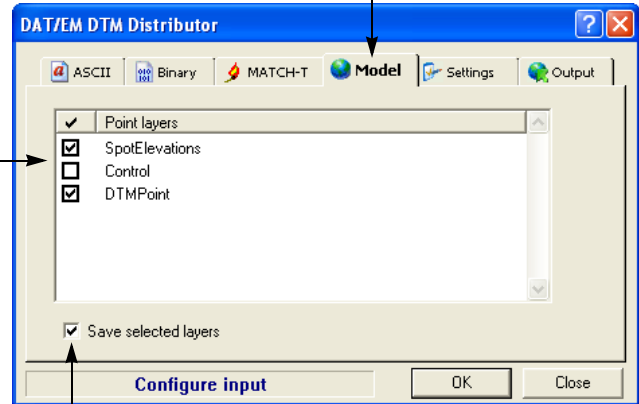 DAT/EM DTM Distributor
ASCII Binary MATCH-T Model Settings Output
Point layers
SpotElevations
Control
DTMPoint
Save selected layers
Configure input OK Close